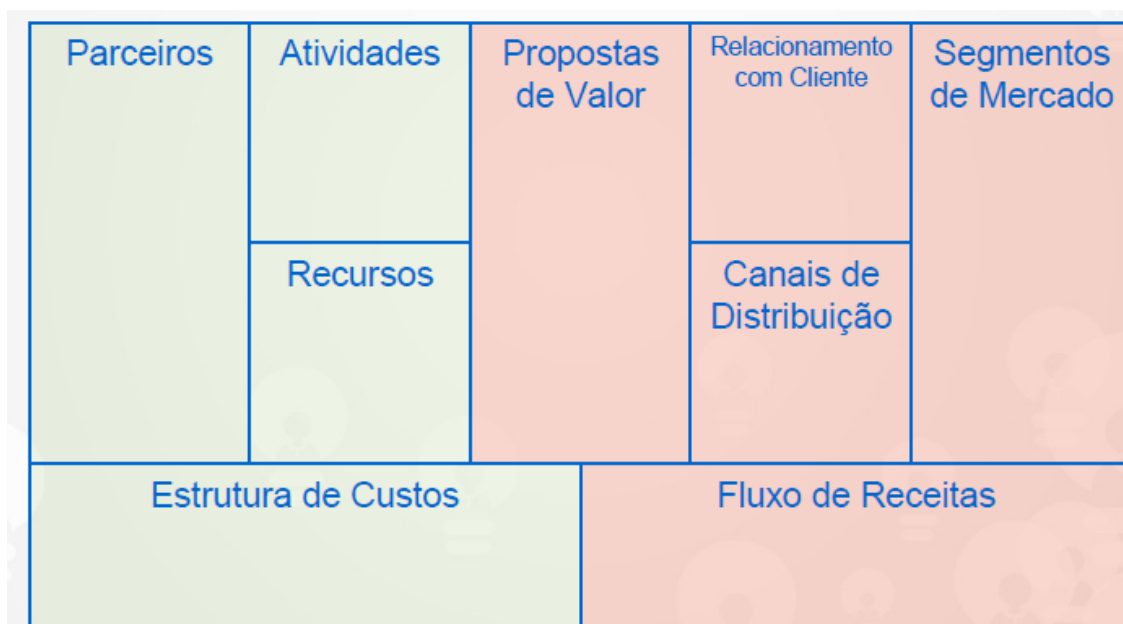 Parceiros
Atividades
Propostas
de Valor
Relacionamento
com Cliente
Segmentos
de Mercado
Recursos
Canais de
Distribuição
Estrutura de Custos
Fluxo de Receitas